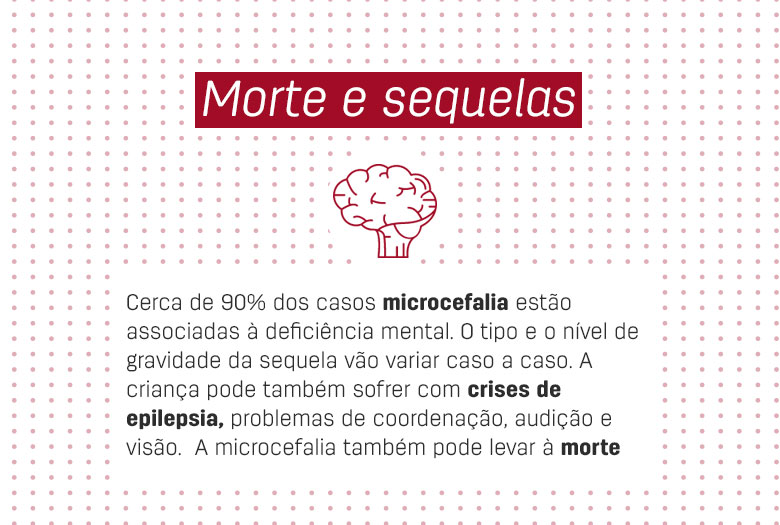 Morte e sequelas
Cerca de 90% dos casos microcefalia estão
associadas à deficiência mental. O tipo e o nível de
gravidade da sequela vão variar caso a caso. A
criança pode também sofrer com crises de
epilepsia, problemas de coordenação, audição e
visão.  A microcefalia também pode levar à morte